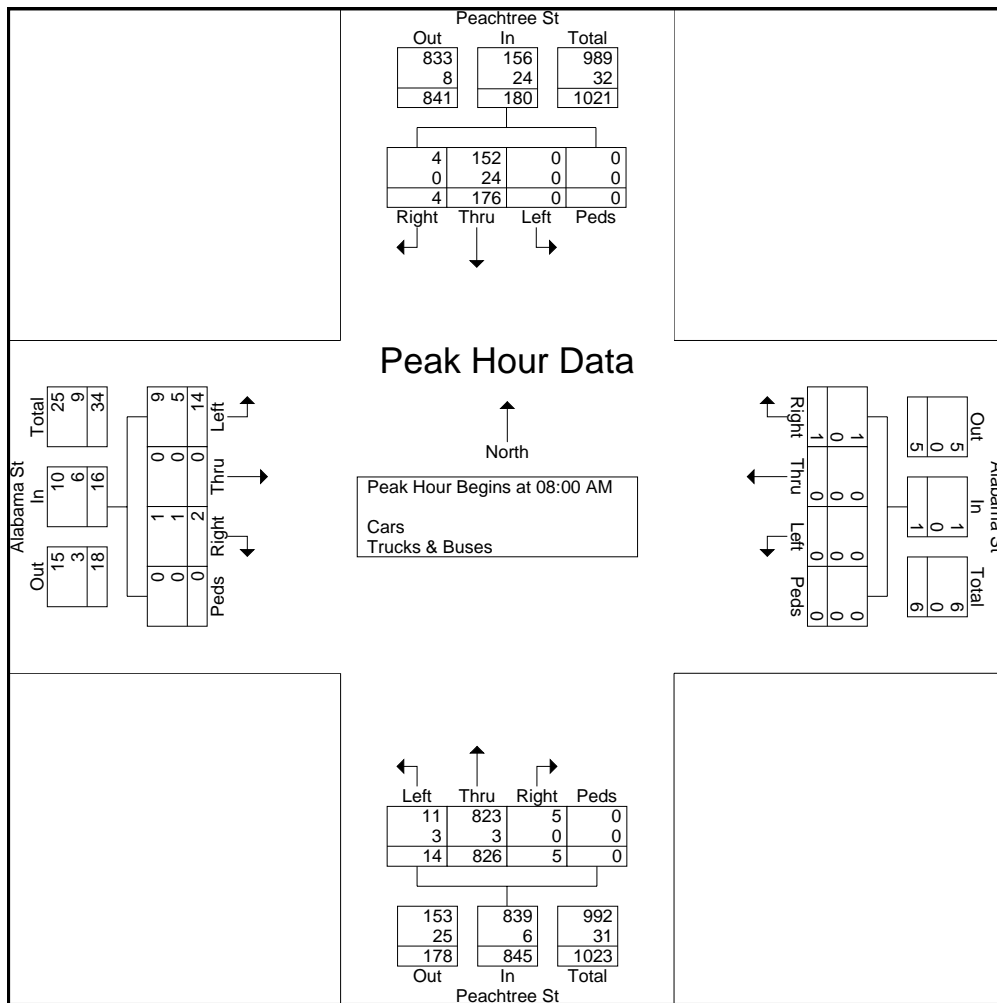 Peachtree St
Out In Total
833 156 989
8 24 32
841 180 1021
4 152 0 0
0 24 0 0
4 176 0 0
Right Thru Left Peds
Peak Hour Data
North
Peak Hour Begins at 08:00 AM
Cars
Trucks & Buses
Alabama St
Total In Out
25 10 15
9 6 3
34 16 18
9 0 1 0
5 0 1 0
14 0 2 0
Left Thru Right Peds
Right Thru Left Peds
1 0 0 0
0 0 0 0
1 0 0 0
Out In Total
5 1 6
0 0 0
5 1 6
Alabama St
Left Thru Right Peds
11 823 5 0
3 3 0 0
14 826 5 0
153 839 992
25 6 31
178 845 1023
Out In Total
Peachtree St